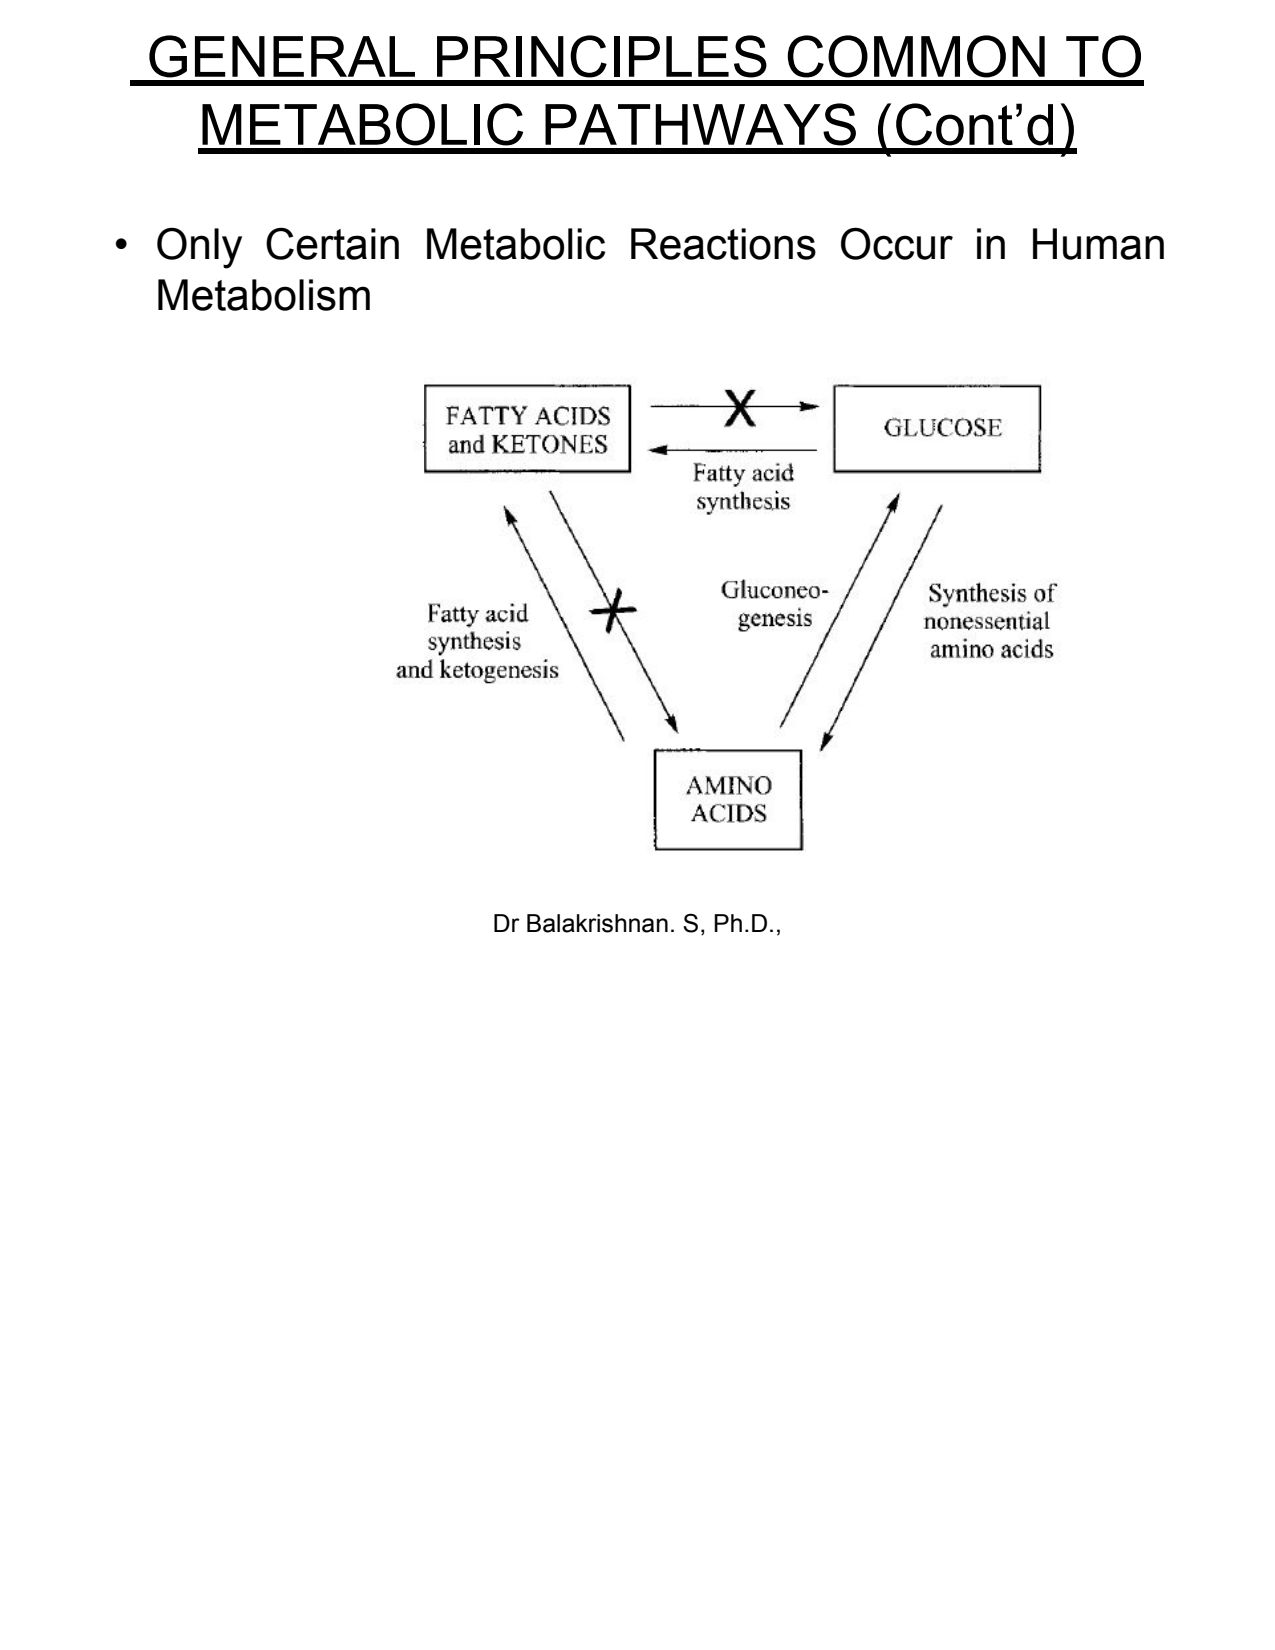 GENERAL PRINCIPLES COMMON TO
METABOLIC PATHWAYS (Cont’d)
• Only Certain Metabolic Reactions Occur in Human
Metabolism
FATTY ACIDS
and KETONES
X
GLUCOSE
Fatty acid
synthesis
Gluconeo-
genesis
Synthesis of
nonessential
amino acids
Fatty acid
synthesis
and ketogenesis
AMINO
ACIDS
Dr Balakrishnan. S, Ph.D.,